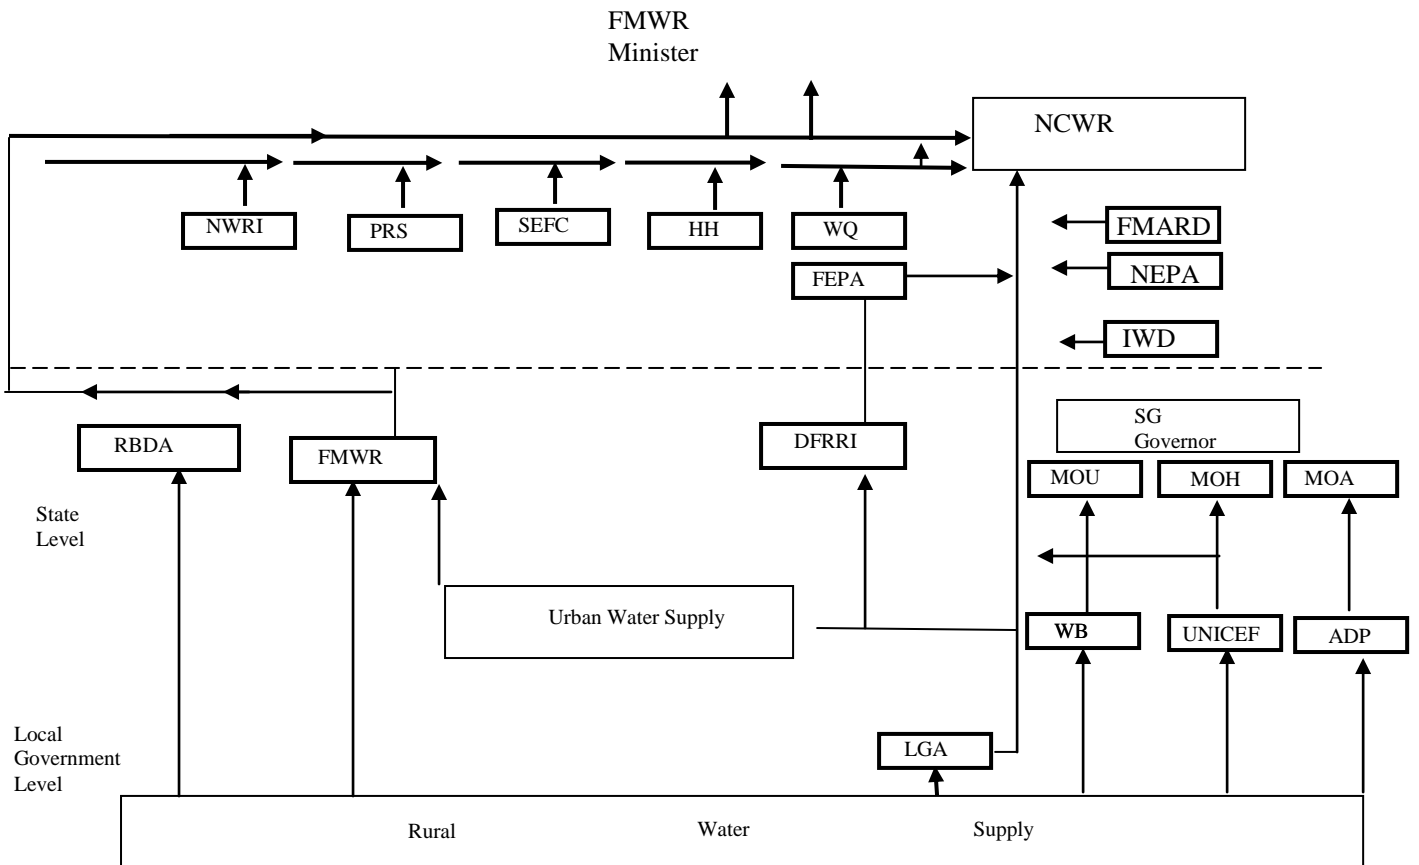 FMWR
Minister
NCWR
NWRI
PRS
SEFC
HH
WQ
FMARD
FEPA
NEPA
IWD
SG
Governor
RBDA
FMWR
DFRRI
MOU
MOH
MOA
State
Level
Urban Water Supply
WB
UNICEF
ADP
Local
Government
Level
LGA
Rural Water Supply